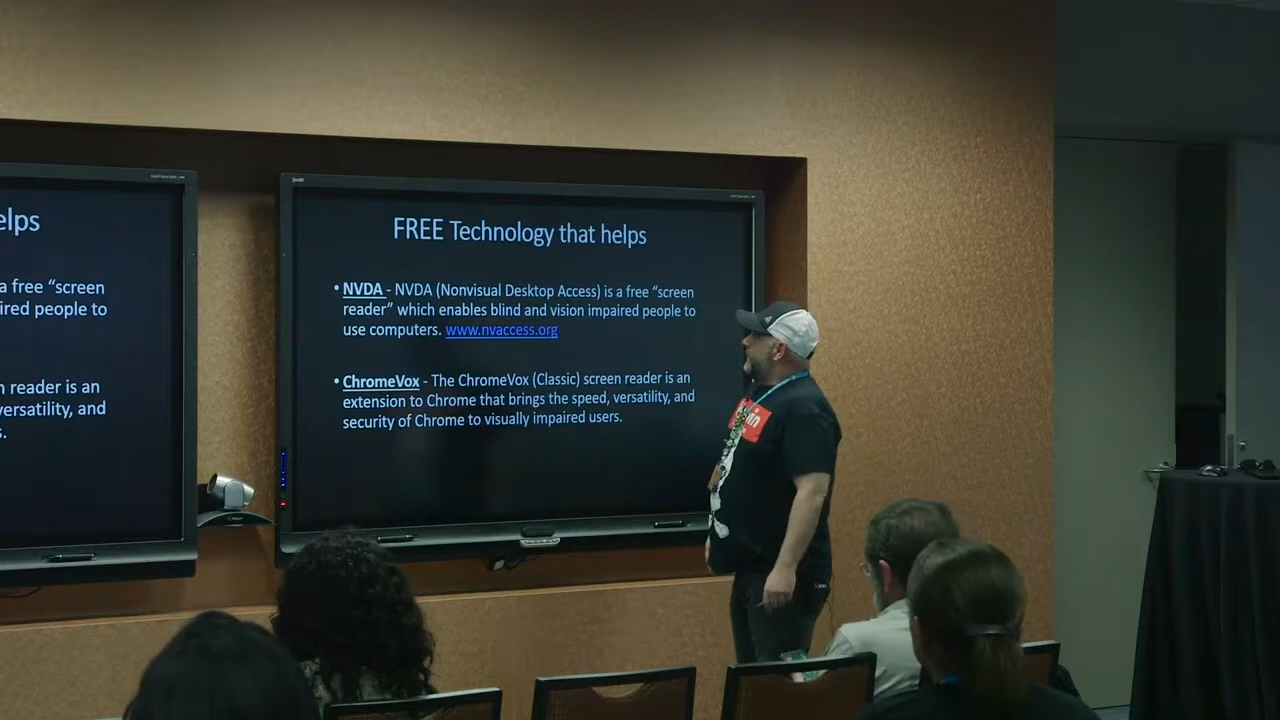 elps
a free “screen
ired people to
n reader is an
versatility, and
s.
SMART
FREE Technology that helps
• NVDA - NVDA (Nonvisual Desktop Access) is a free “screen
reader” which enables blind and vision impaired people to
use computers. www.nvaccess.org
• ChromeVox - The ChromeVox (Classic) screen reader is an
extension to Chrome that brings the speed, versatility, and
security of Chrome to visually impaired users.